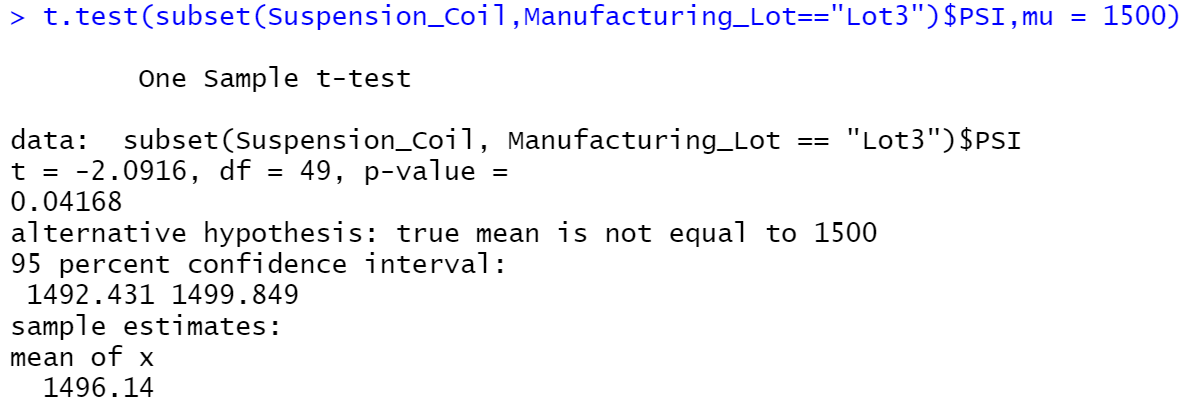 > t.test(subset(Suspension_Coil,Manufacturing_Lot=="Lot3")$PSI,mu = 1500)
One Sample t-test
data:  subset(Suspension_Coil, Manufacturing_Lot == "Lot3")$PSI
t = -2.0916, df = 49, p-value =
0.04168
alternative hypothesis: true mean is not equal to 1500
95 percent confidence interval:
1492.431 1499.849
sample estimates:
mean of x
1496.14